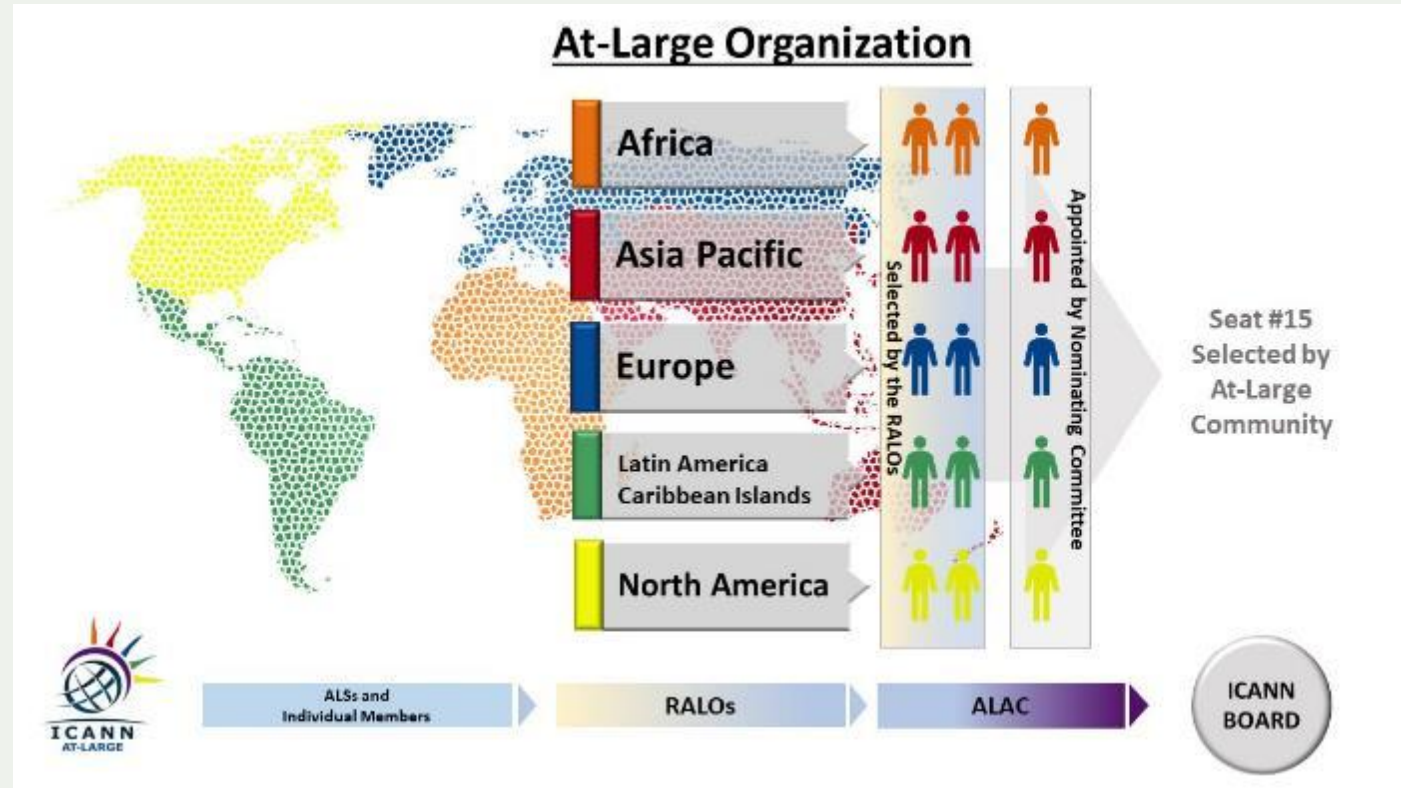 At-Large Organization
Africa
Asia Pacific
Europe
Latin America
Caribbean Islands
North America
Selected by the RALOs
Appointed by Nominating Committee
Seat #15
Selected by
At-Large
Community
ICANN
AT-LARGE
ALSs and
Individual Members
RALOs
ALAC
ICANN
BOARD